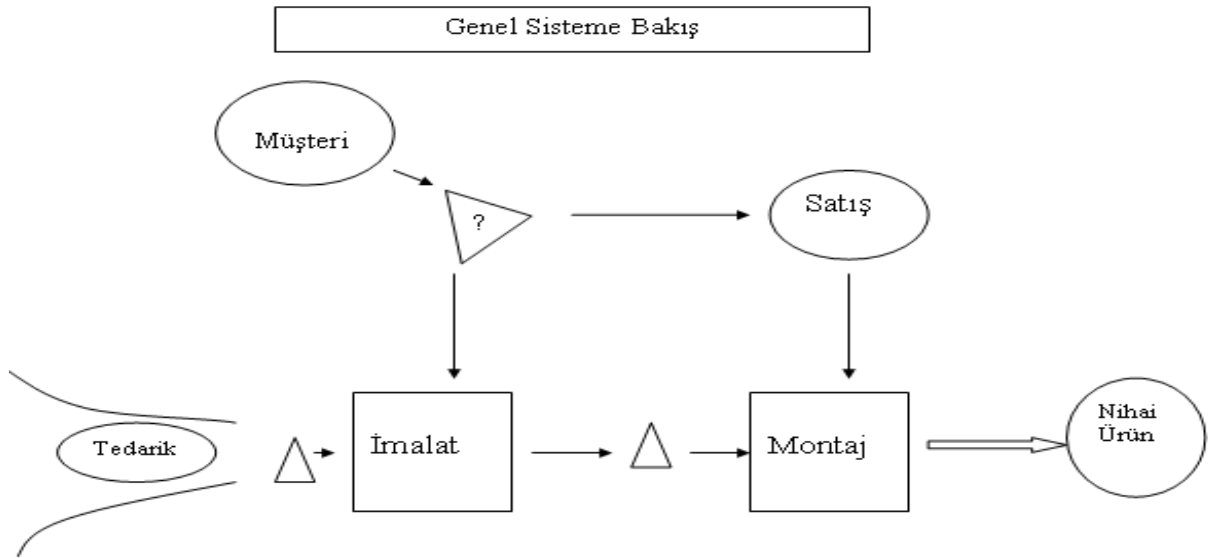 Genel Sisteme Bakış
Müşteri
?
Satış
Tedarik
İmalat
Montaj
Nihai
Ürün